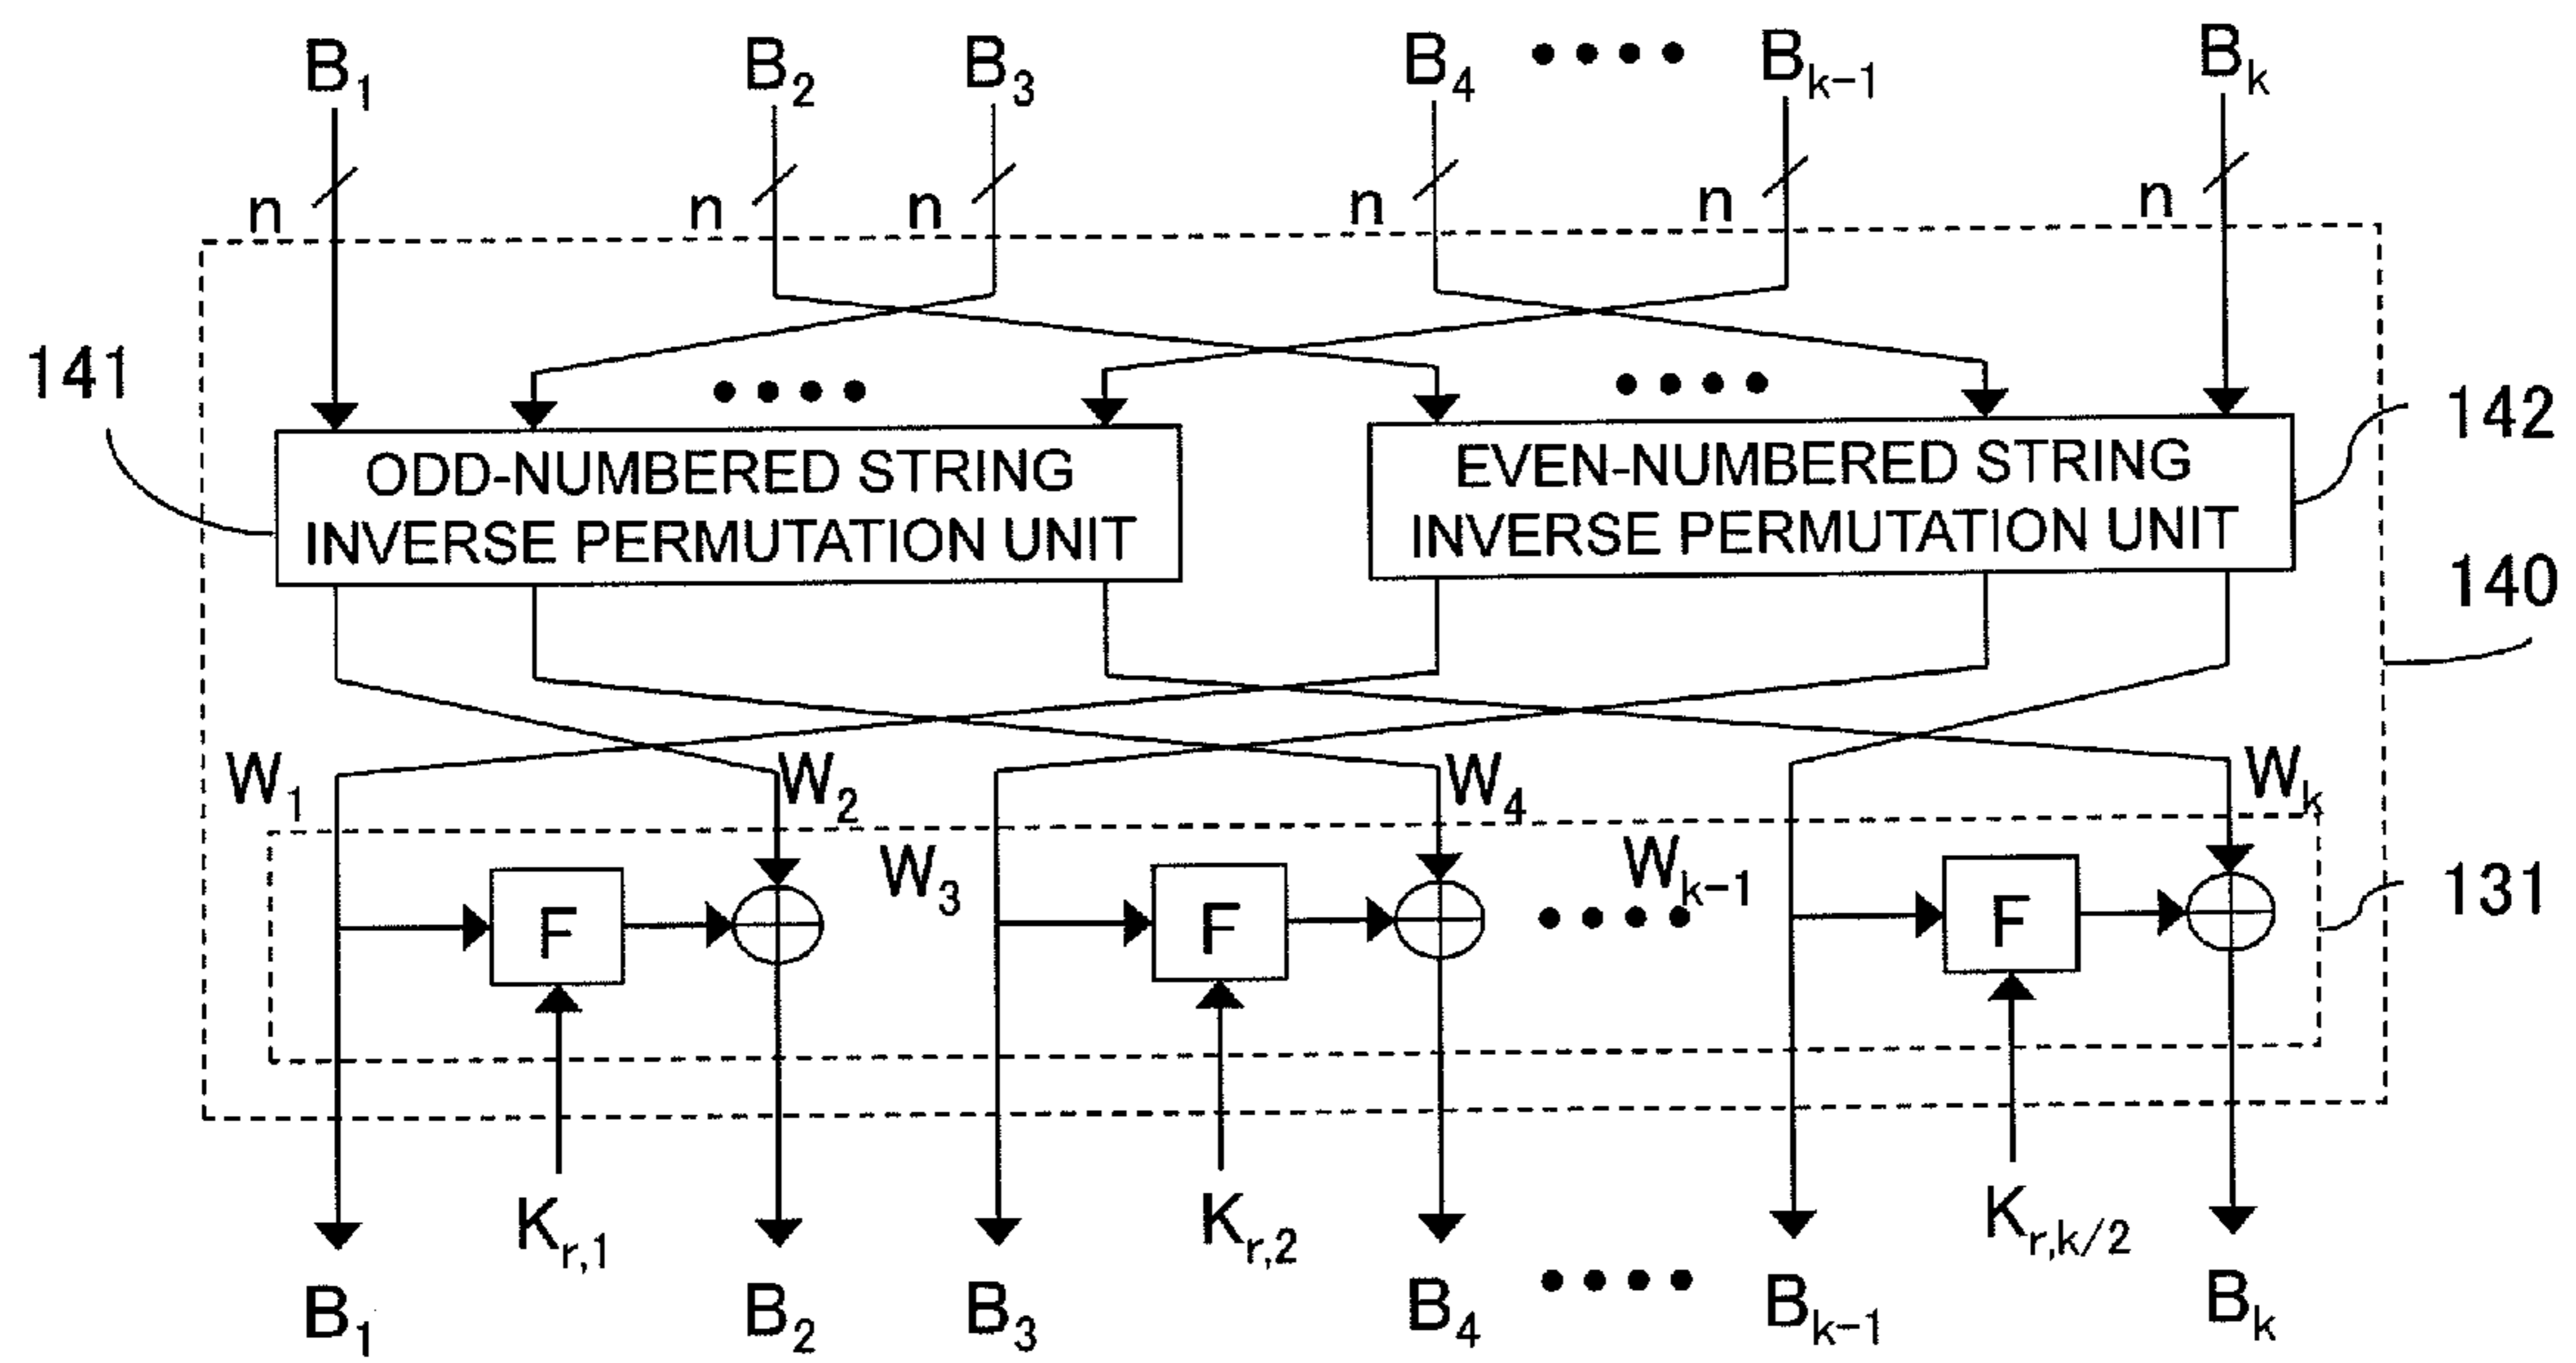 B1 B2 B3 B4 Bk-1 Bk
n n n n n n
141
ODD-NUMBERED STRING
INVERSE PERMUTATION UNIT
EVEN-NUMBERED STRING
INVERSE PERMUTATION UNIT
142
140
W1 W2 W3 W4 Wk-1 Wk
F F F
131
Kr,1 Kr,2 Kr,k/2
B1 B2 B3 B4 Bk-1 Bk